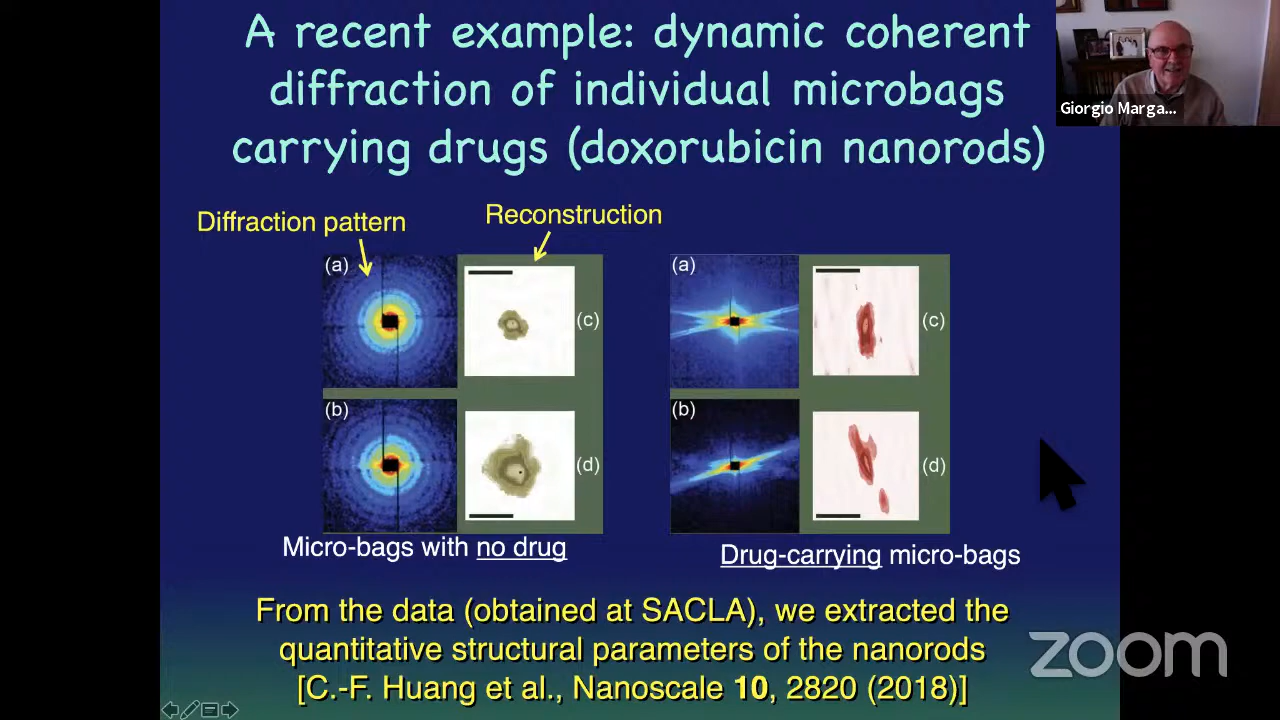 A recent example: dynamic coherent
diffraction of individual microbags
carrying drugs (doxorubicin nanorods)
Giorgio Marga...
Diffraction pattern
Reconstruction
(a)
(c)
(b)
(d)
(a)
(c)
(b)
(d)
Micro-bags with no drug
Drug-carrying micro-bags
From the data (obtained at SACLA), we extracted the
quantitative structural parameters of the nanorods
[C.-F. Huang et al., Nanoscale 10, 2820 (2018)]
zoom